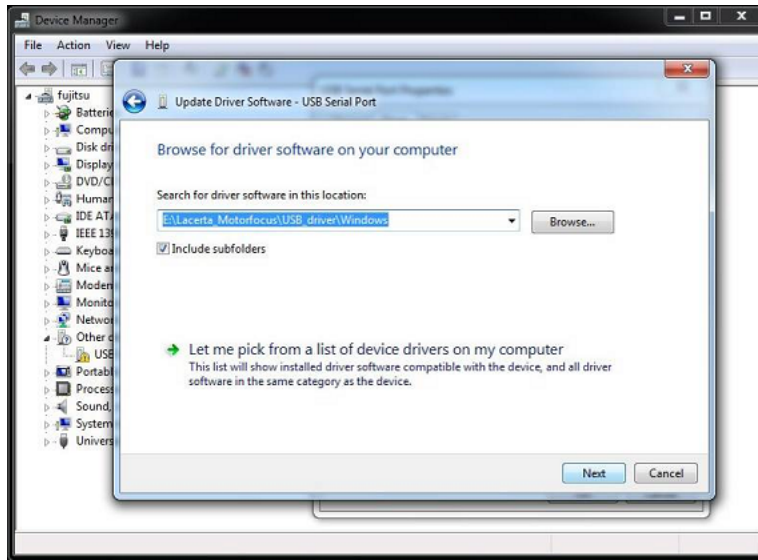 Device Manager
File Action View Help
Update Driver Software - USB Serial Port
Browse for driver software on your computer
Search for driver software in this location:
E:\Lacerta_Motorfocus\USB_driver\Windows
Browse...
Include subfolders
Let me pick from a list of device drivers on my computer
This list will show installed driver software compatible with the device, and all driver
software in the same category as the device.
Next Cancel
fujitsu
Batterie
Compu
Disk dri
Display
DVD/C
Humar
IDE AT
IEEE 13
Keyboa
Mice a
Moden
Monito
Networ
Other d
USB
Portabl
Process
Sound,
System
Univers